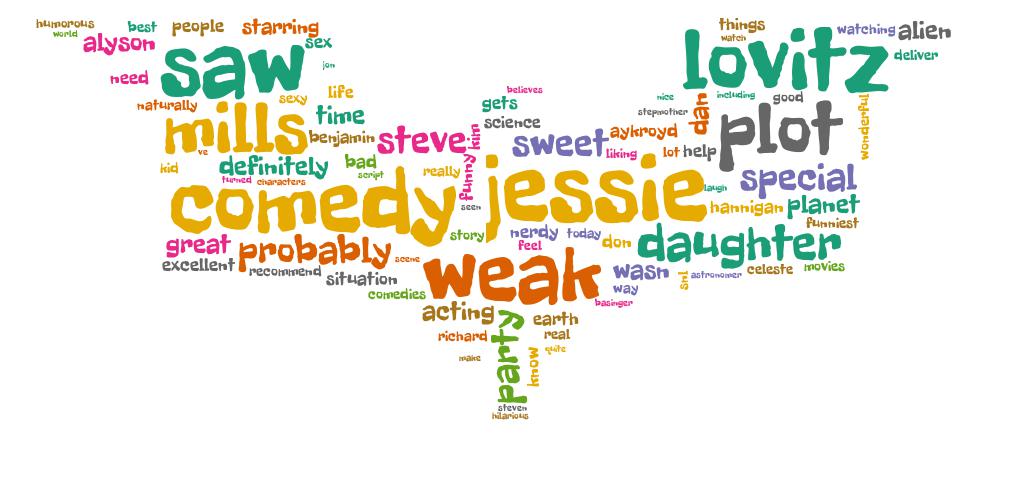 humorous
world
best
people
starring
alyson
saw
sex
jon
need
sexy
life
naturally
mills
time
ve
benjamin
kid
definitely
turned
characters
bad
script
steve
kim
funny
really
seen
believes
gets
science
sweet
liking
comedy
jessie
things
watch
lovitz
watching
alien
deliver
nice
including
good
stepmother
dan
aykroyd
lot
help
plot
wonderful
laugh
special
hannigan
planet
funniest
great
probably
scene
story
nerdy
today
feel
don
daughter
excellent
recommend
situation
comedies
weak
wasn
way
basinger
snl
astronomer
celeste
movies
acting
party
earth
richard
real
make
quite
know
steven
hilarious